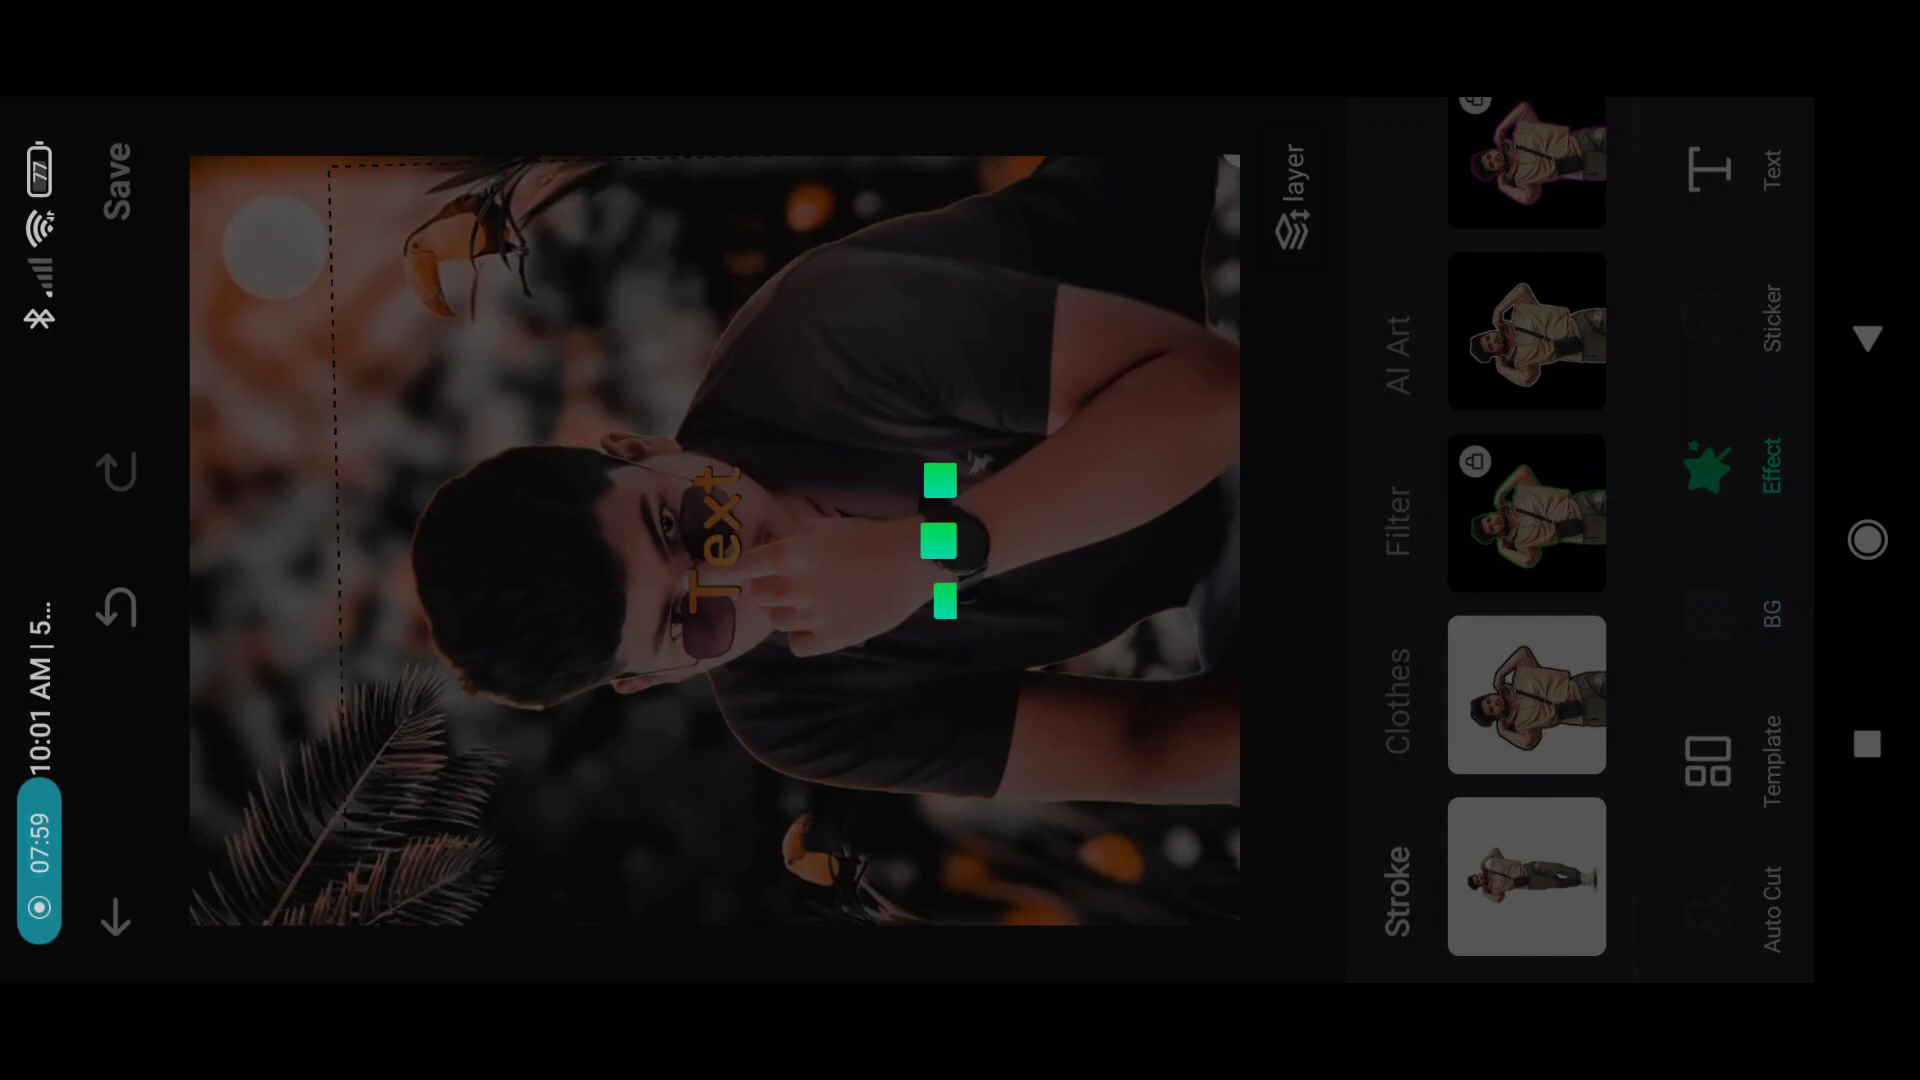 07:59 10:01 AM | 5... 77
Save
Text
layer
Stroke Clothes Filter AI Art
Auto Cut Template BG Effect Sticker Text